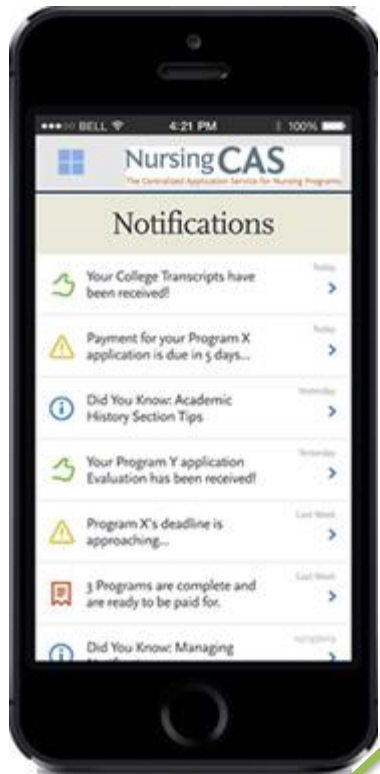 BELL 4:21 PM 100%
NursingCAS
The Centralized Application Service for Nursing Programs
Notifications
Today
Your College Transcripts have
been received!
Today
Payment for your Program X
application is due in 5 days...
Yesterday
Did You Know: Academic
History Section Tips
Yesterday
Your Program Y application
Evaluation has been received!
Last Week
Program X's deadline is
approaching...
Last Week
3 Programs are complete and
are ready to be paid for.
Did You Know: Managing